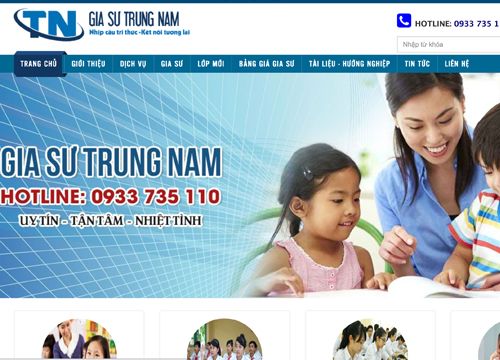 TN GIA SƯ TRUNG NAM
Nhịp cầu tri thức -Kết nối tương lai
HOTLINE: 0933 735 1
Nhập từ khóa
TRANG CHỦ GIỚI THIỆU DỊCH VỤ GIA SƯ LỚP MỚI BẢNG GIÁ GIA SƯ TÀI LIỆU - HƯỚNG NGHIỆP TIN TỨC LIÊN HỆ
GIA SƯ TRUNG NAM
HOTLINE: 0933 735 110
UY TÍN - TẬN TÂM - NHIỆT TÌNH